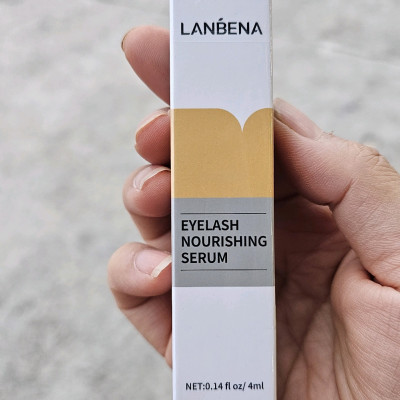 LANBENA
EYELASH
NOURISHING
SERUM
NET:0.14 fl oz/ 4ml